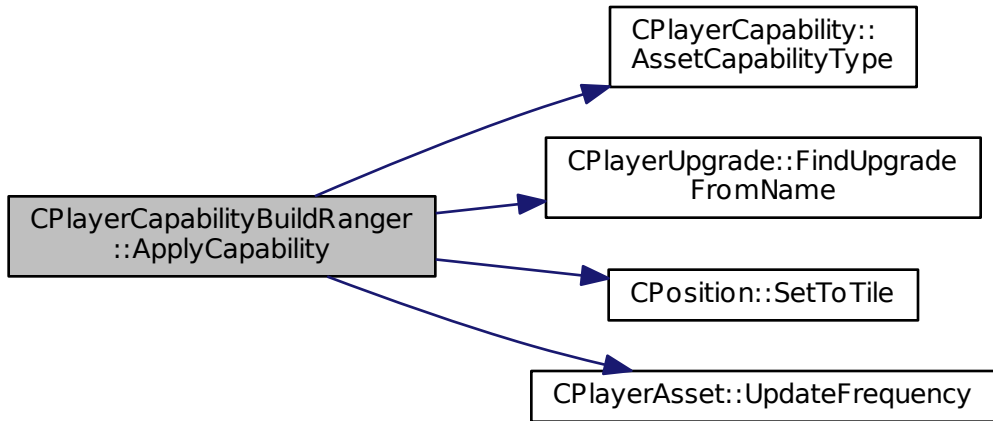 CPlayerCapabilityBuildRanger
::ApplyCapability
CPlayerCapability::
AssetCapabilityType
CPlayerUpgrade::FindUpgrade
FromName
CPosition::SetToTile
CPlayerAsset::UpdateFrequency